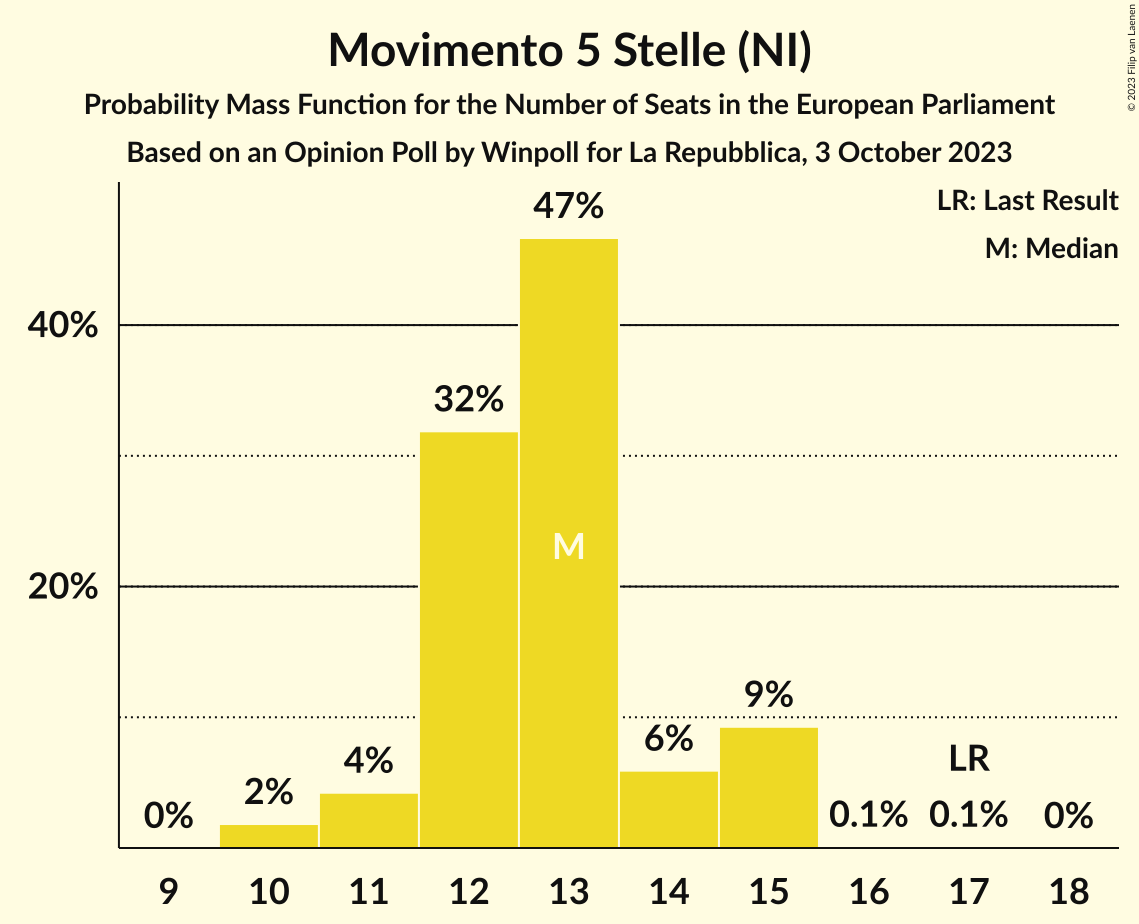 Movimento 5 Stelle (NI)
Probability Mass Function for the Number of Seats in the European Parliament
Based on an Opinion Poll by Winpoll for La Repubblica, 3 October 2023
© 2023 Filip van Laenen
LR: Last Result
M: Median
40%
20%
0%
2%
4%
32%
47%
M
6%
9%
0.1%
LR
0.1%
0%
9 10 11 12 13 14 15 16 17 18